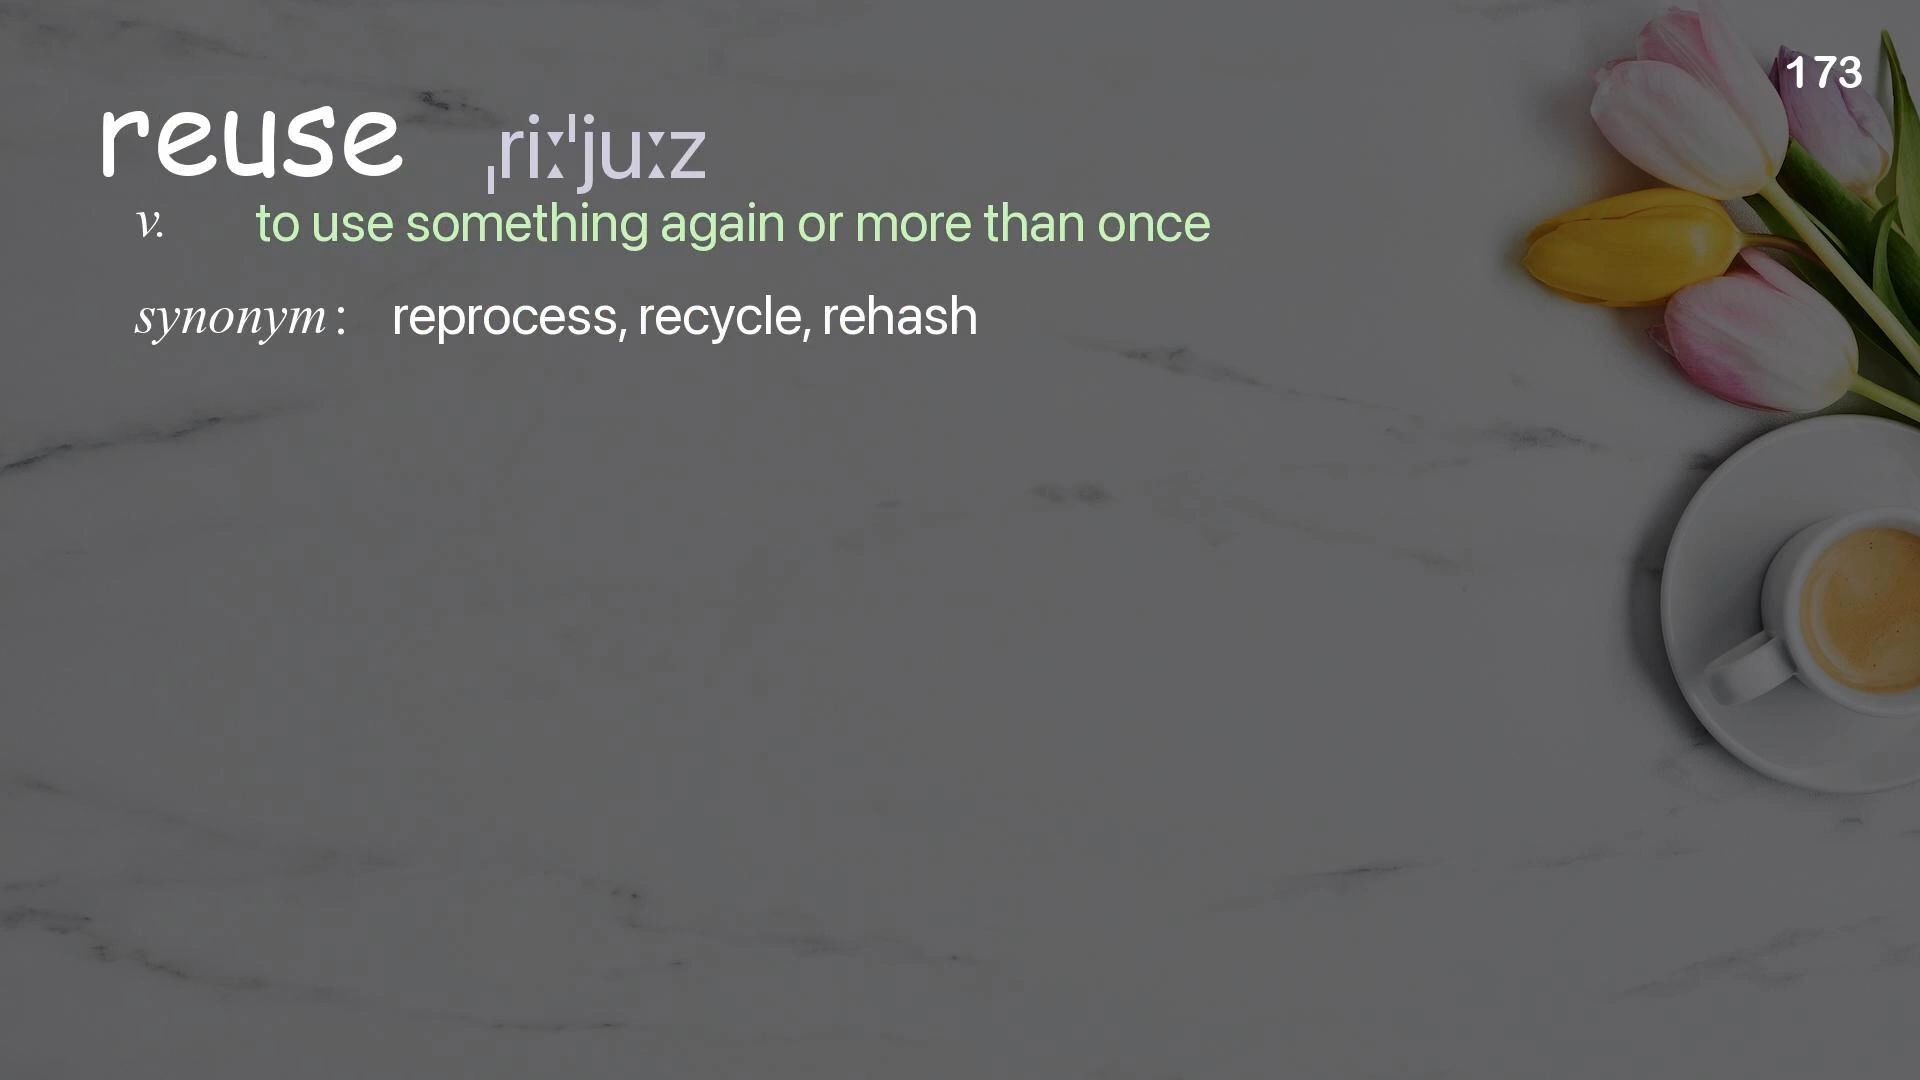 173
reuse ˌriːˈjuːz
v. to use something again or more than once
synonym : reprocess, recycle, rehash